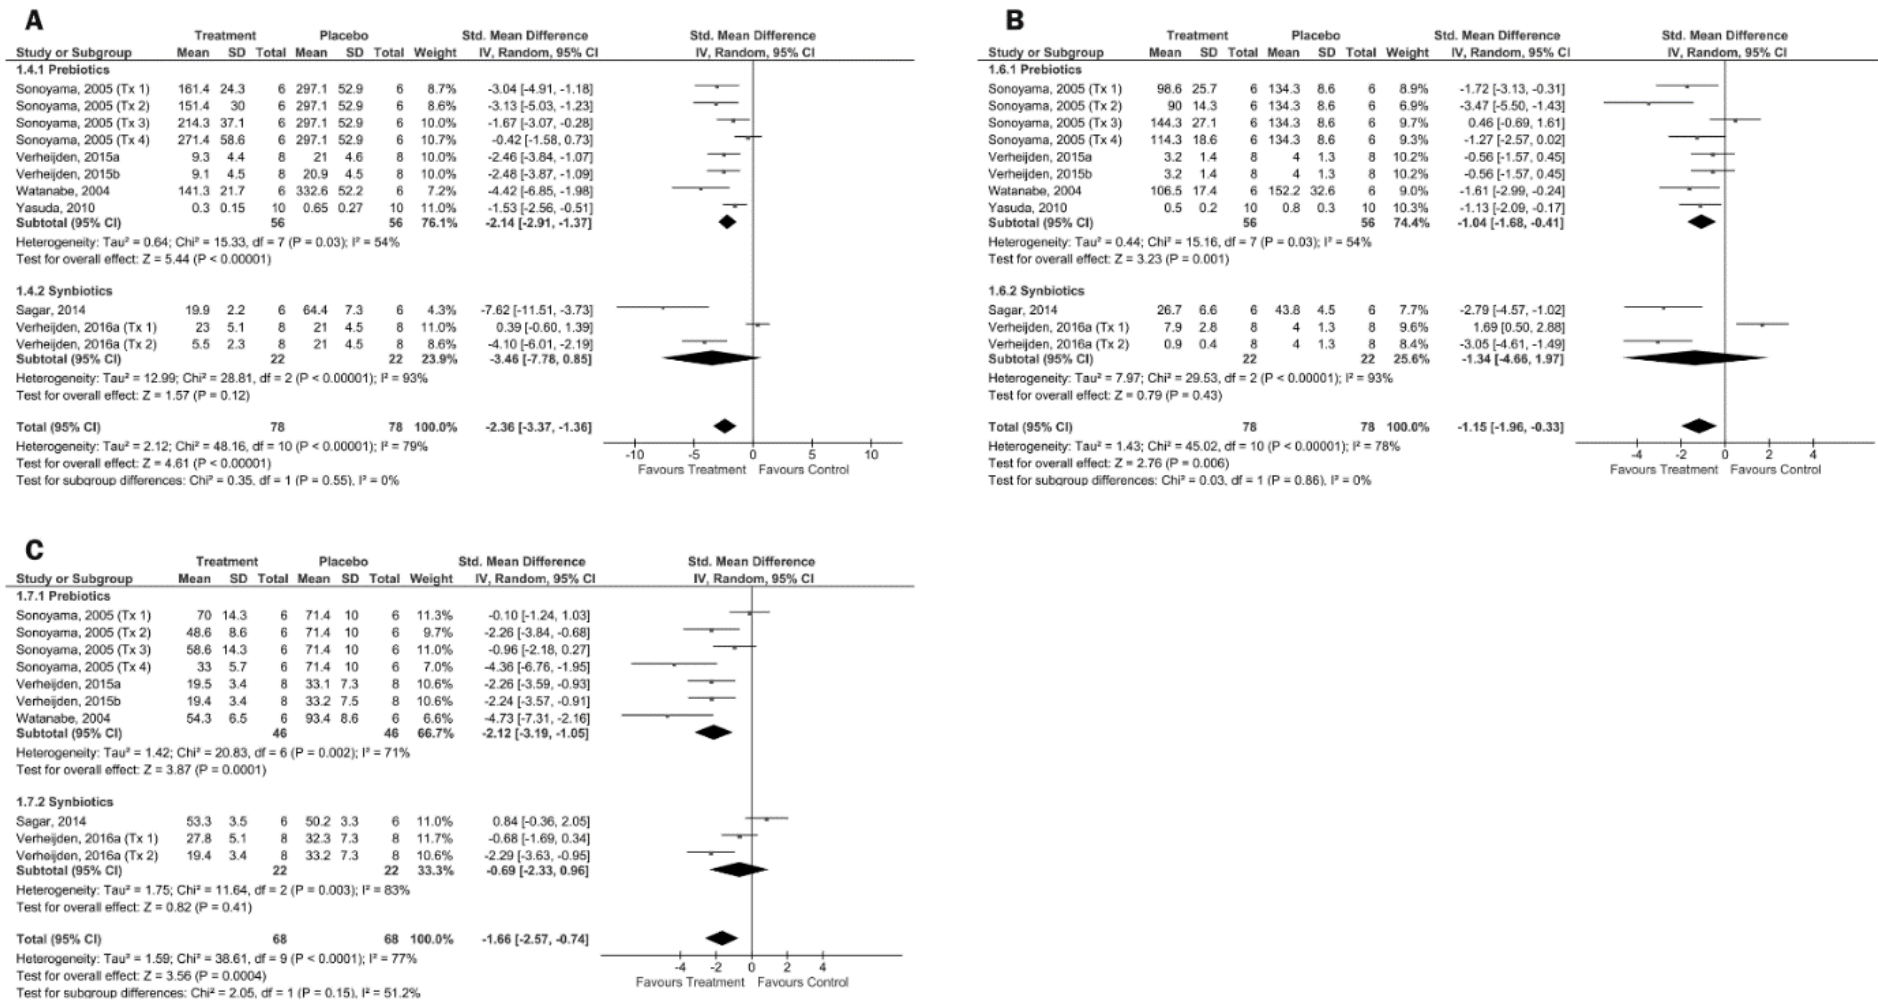 A
Treatment Placebo Std. Mean Difference Std. Mean Difference
Study or Subgroup Mean SD Total Mean SD Total Weight IV, Random, 95% CI IV, Random, 95% CI
1.4.1 Prebiotics
Sonoyama, 2005 (Tx 1) 161.4 24.3 6 297.1 52.9 6 8.7% -3.04 [-4.91, -1.18]
Sonoyama, 2005 (Tx 2) 151.4 30 6 297.1 52.9 6 8.6% -3.13 [-5.03, -1.23]
Sonoyama, 2005 (Tx 3) 214.3 37.1 6 297.1 52.9 6 10.0% -1.67 [-3.07, -0.28]
Sonoyama, 2005 (Tx 4) 271.4 58.6 6 297.1 52.9 6 10.7% -0.42 [-1.58, 0.73]
Verheijden, 2015a 9.3 4.4 8 21 4.6 8 10.0% -2.46 [-3.84, -1.07]
Verheijden, 2015b 9.1 4.5 8 20.9 4.5 8 10.0% -2.48 [-3.87, -1.09]
Watanabe, 2004 141.3 21.7 6 332.6 52.2 6 7.2% -4.42 [-6.85, -1.98]
Yasuda, 2010 0.3 0.15 10 0.65 0.27 10 11.0% -1.53 [-2.56, -0.51]
Subtotal (95% CI) 56 56 76.1% -2.14 [-2.91, -1.37]
Heterogeneity: Tau² = 0.64; Chi² = 15.33, df = 7 (P = 0.03); I² = 54%
Test for overall effect: Z = 5.44 (P < 0.00001)
1.4.2 Synbiotics
Sagar, 2014 19.9 2.2 6 64.4 7.3 6 4.3% -7.62 [-11.51, -3.73]
Verheijden, 2016a (Tx 1) 23 5.1 8 21 4.5 8 11.0% 0.39 [-0.60, 1.39]
Verheijden, 2016a (Tx 2) 5.5 2.3 8 21 4.5 8 8.6% -4.10 [-6.01, -2.19]
Subtotal (95% CI) 22 22 23.9% -3.46 [-7.78, 0.85]
Heterogeneity: Tau² = 12.99; Chi² = 28.81, df = 2 (P < 0.00001); I² = 93%
Test for overall effect: Z = 1.57 (P = 0.12)
Total (95% CI) 78 78 100.0% -2.36 [-3.37, -1.36]
Heterogeneity: Tau² = 2.12; Chi² = 48.16, df = 10 (P < 0.00001); I² = 79%
Test for overall effect: Z = 4.61 (P < 0.00001)
Test for subgroup differences: Chi² = 0.35, df = 1 (P = 0.55), I² = 0%
-10 -5 0 5 10
Favours Treatment Favours Control
B
Treatment Placebo Std. Mean Difference Std. Mean Difference
Study or Subgroup Mean SD Total Mean SD Total Weight IV, Random, 95% CI IV, Random, 95% CI
1.6.1 Prebiotics
Sonoyama, 2005 (Tx 1) 98.6 25.7 6 134.3 8.6 6 8.9% -1.72 [-3.13, -0.31]
Sonoyama, 2005 (Tx 2) 90 14.3 6 134.3 8.6 6 6.9% -3.47 [-5.50, -1.43]
Sonoyama, 2005 (Tx 3) 144.3 27.1 6 134.3 8.6 6 9.7% 0.46 [-0.69, 1.61]
Sonoyama, 2005 (Tx 4) 114.3 18.6 6 134.3 8.6 6 9.3% -1.27 [-2.57, 0.02]
Verheijden, 2015a 3.2 1.4 8 4 1.3 8 10.2% -0.56 [-1.57, 0.45]
Verheijden, 2015b 3.2 1.4 8 4 1.3 8 10.2% -0.56 [-1.57, 0.45]
Watanabe, 2004 106.5 17.4 6 152.2 32.6 6 9.0% -1.61 [-2.99, -0.24]
Yasuda, 2010 0.5 0.2 10 0.8 0.3 10 10.3% -1.13 [-2.09, -0.17]
Subtotal (95% CI) 56 56 74.4% -1.04 [-1.68, -0.41]
Heterogeneity: Tau² = 0.44; Chi² = 15.16, df = 7 (P = 0.03); I² = 54%
Test for overall effect: Z = 3.23 (P = 0.001)
1.6.2 Synbiotics
Sagar, 2014 26.7 6.6 6 43.8 4.5 6 7.7% -2.79 [-4.57, -1.02]
Verheijden, 2016a (Tx 1) 7.9 2.8 8 4 1.3 8 9.6% 1.69 [0.50, 2.88]
Verheijden, 2016a (Tx 2) 0.9 0.4 8 4 1.3 8 8.4% -3.05 [-4.61, -1.49]
Subtotal (95% CI) 22 22 25.6% -1.34 [-4.66, 1.97]
Heterogeneity: Tau² = 7.97; Chi² = 29.53, df = 2 (P < 0.00001); I² = 93%
Test for overall effect: Z = 0.79 (P = 0.43)
Total (95% CI) 78 78 100.0% -1.15 [-1.96, -0.33]
Heterogeneity: Tau² = 1.43; Chi² = 45.02, df = 10 (P < 0.00001); I² = 78%
Test for overall effect: Z = 2.76 (P = 0.006)
Test for subgroup differences: Chi² = 0.03, df = 1 (P = 0.86), I² = 0%
-4 -2 0 2 4
Favours Treatment Favours Control
C
Treatment Placebo Std. Mean Difference Std. Mean Difference
Study or Subgroup Mean SD Total Mean SD Total Weight IV, Random, 95% CI IV, Random, 95% CI
1.7.1 Prebiotics
Sonoyama, 2005 (Tx 1) 70 14.3 6 71.4 10 6 11.3% -0.10 [-1.24, 1.03]
Sonoyama, 2005 (Tx 2) 48.6 8.6 6 71.4 10 6 9.7% -2.26 [-3.84, -0.68]
Sonoyama, 2005 (Tx 3) 58.6 14.3 6 71.4 10 6 11.0% -0.96 [-2.18, 0.27]
Sonoyama, 2005 (Tx 4) 33 5.7 6 71.4 10 6 7.0% -4.36 [-6.76, -1.95]
Verheijden, 2015a 19.5 3.4 8 33.1 7.3 8 10.6% -2.26 [-3.59, -0.93]
Verheijden, 2015b 19.4 3.4 8 33.2 7.5 8 10.6% -2.24 [-3.57, -0.91]
Watanabe, 2004 54.3 6.5 6 93.4 8.6 6 6.6% -4.73 [-7.31, -2.16]
Subtotal (95% CI) 46 46 66.7% -2.12 [-3.19, -1.05]
Heterogeneity: Tau² = 1.42; Chi² = 20.83, df = 6 (P = 0.002); I² = 71%
Test for overall effect: Z = 3.87 (P = 0.0001)
1.7.2 Synbiotics
Sagar, 2014 53.3 3.5 6 50.2 3.3 6 11.0% 0.84 [-0.36, 2.05]
Verheijden, 2016a (Tx 1) 27.8 5.1 8 32.3 7.3 8 11.7% -0.68 [-1.69, 0.34]
Verheijden, 2016a (Tx 2) 19.4 3.4 8 33.2 7.3 8 10.6% -2.29 [-3.63, -0.95]
Subtotal (95% CI) 22 22 33.3% -0.69 [-2.33, 0.96]
Heterogeneity: Tau² = 1.75; Chi² = 11.64, df = 2 (P = 0.003); I² = 83%
Test for overall effect: Z = 0.82 (P = 0.41)
Total (95% CI) 68 68 100.0% -1.66 [-2.57, -0.74]
Heterogeneity: Tau² = 1.59; Chi² = 38.61, df = 9 (P < 0.0001); I² = 77%
Test for overall effect: Z = 3.56 (P = 0.0004)
Test for subgroup differences: Chi² = 2.05, df = 1 (P = 0.15), I² = 51.2%
-4 -2 0 2 4
Favours Treatment Favours Control